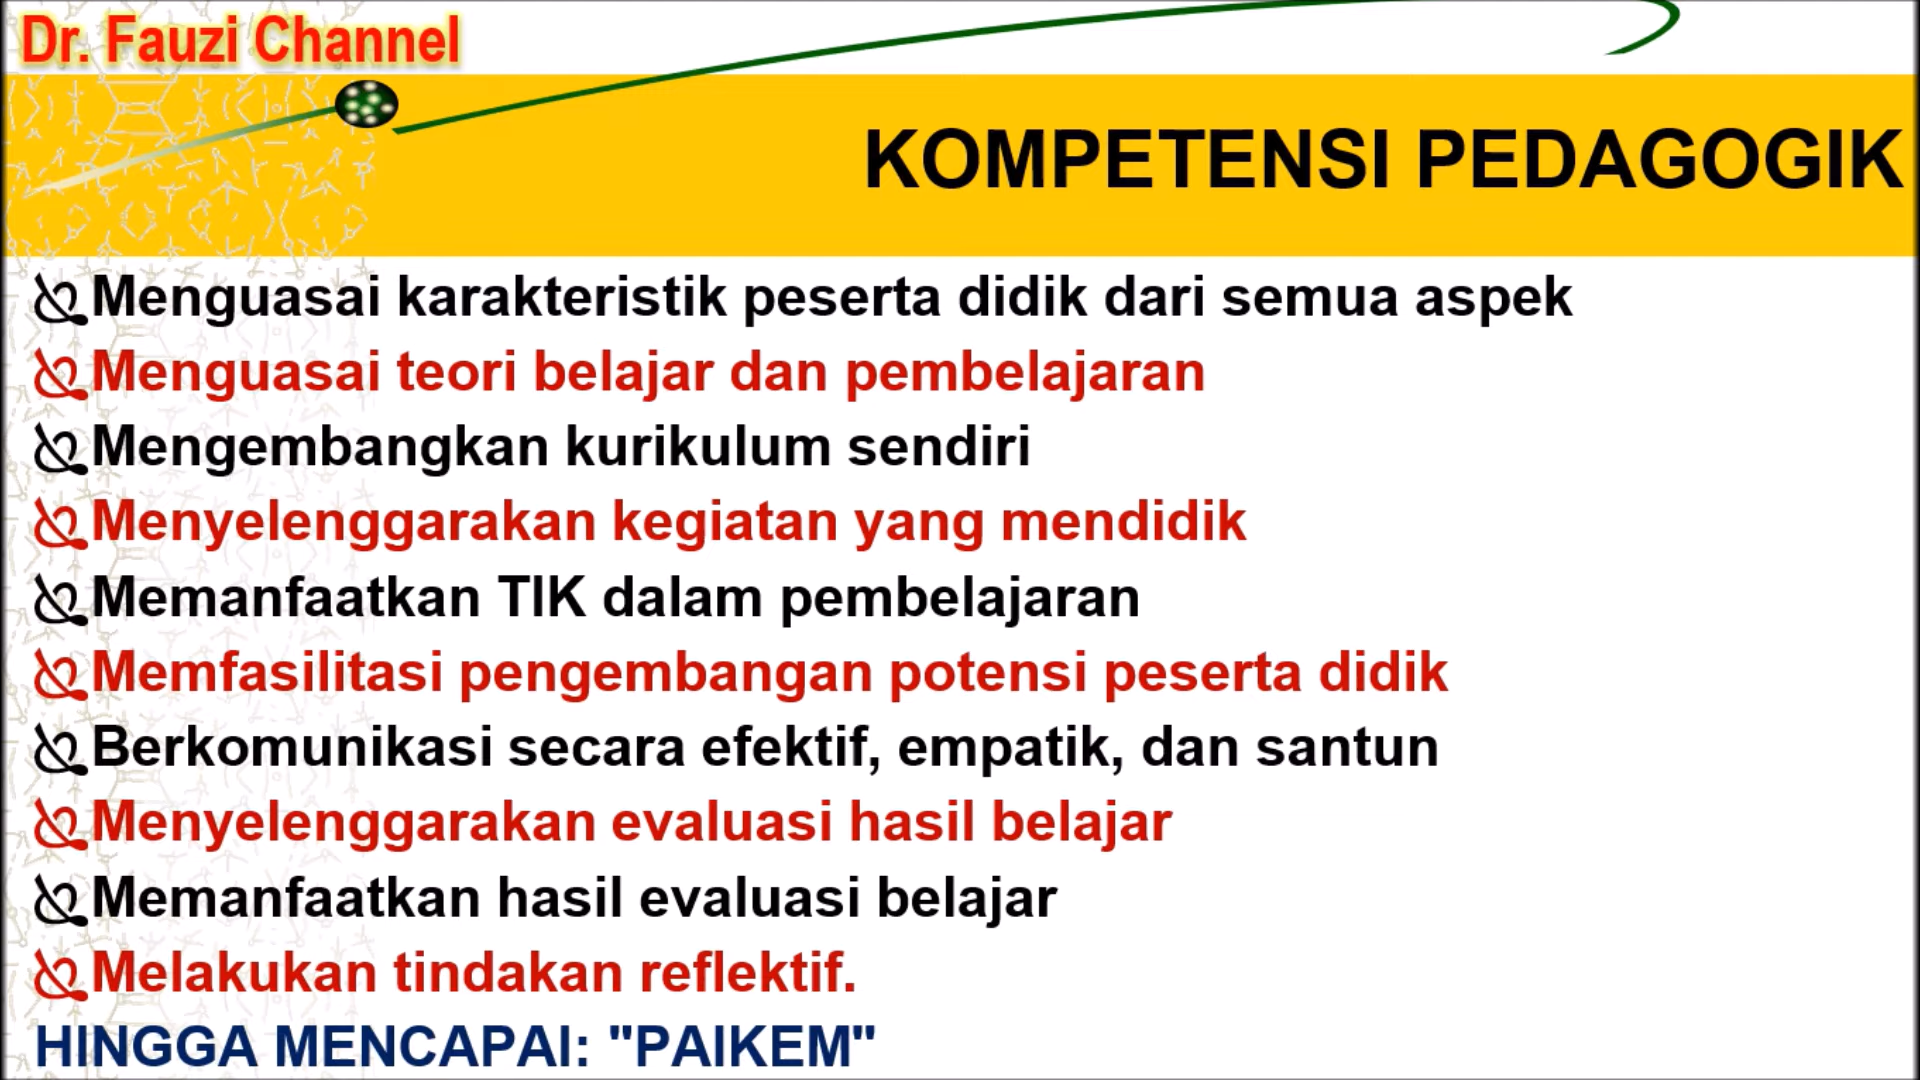 Dr. Fauzi Channel
KOMPETENSI PEDAGOGIK
Menguasai karakteristik peserta didik dari semua aspek
Menguasai teori belajar dan pembelajaran
Mengembangkan kurikulum sendiri
Menyelenggarakan kegiatan yang mendidik
Memanfaatkan TIK dalam pembelajaran
Memfasilitasi pengembangan potensi peserta didik
Berkomunikasi secara efektif, empatik, dan santun
Menyelenggarakan evaluasi hasil belajar
Memanfaatkan hasil evaluasi belajar
Melakukan tindakan reflektif.
HINGGA MENCAPAI: "PAIKEM"